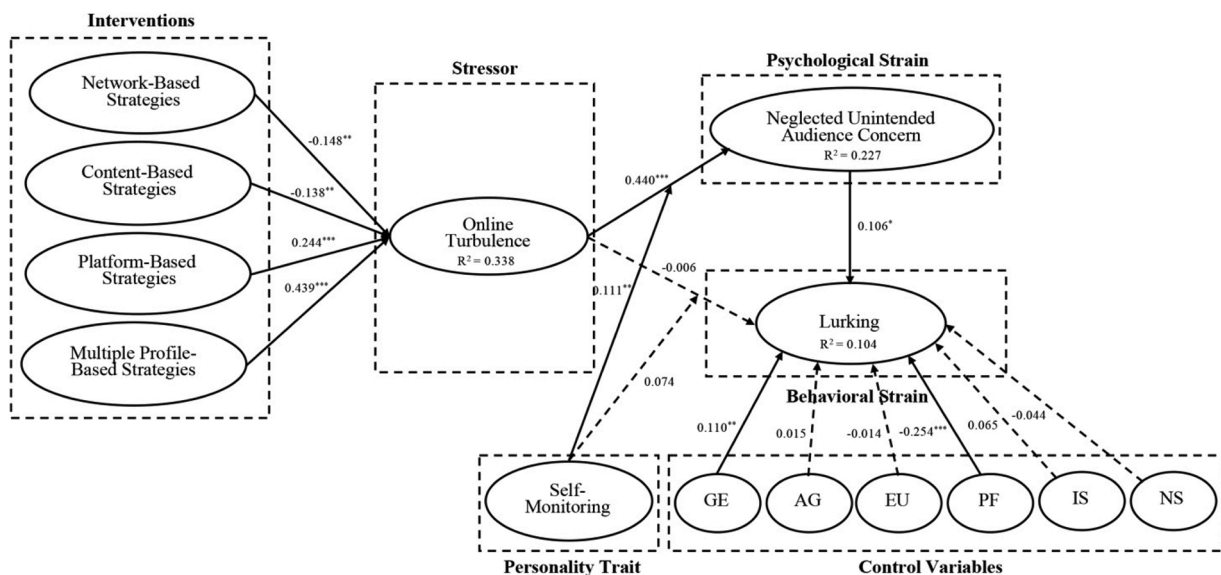 Interventions
Network-Based
Strategies
Content-Based
Strategies
Platform-Based
Strategies
Multiple Profile-
Based Strategies
-0.148**
-0.138**
0.244***
0.439***
Stressor
Online
Turbulence
R² = 0.338
Psychological Strain
Neglected Unintended
Audience Concern
R² = 0.227
0.440***
0.106*
-0.006
0.111**
0.074
Lurking
R² = 0.104
Behavioral Strain
0.110**
0.015
-0.014
-0.254***
0.065
-0.044
Self-
Monitoring
Personality Trait
GE
AG
EU
PF
IS
NS
Control Variables